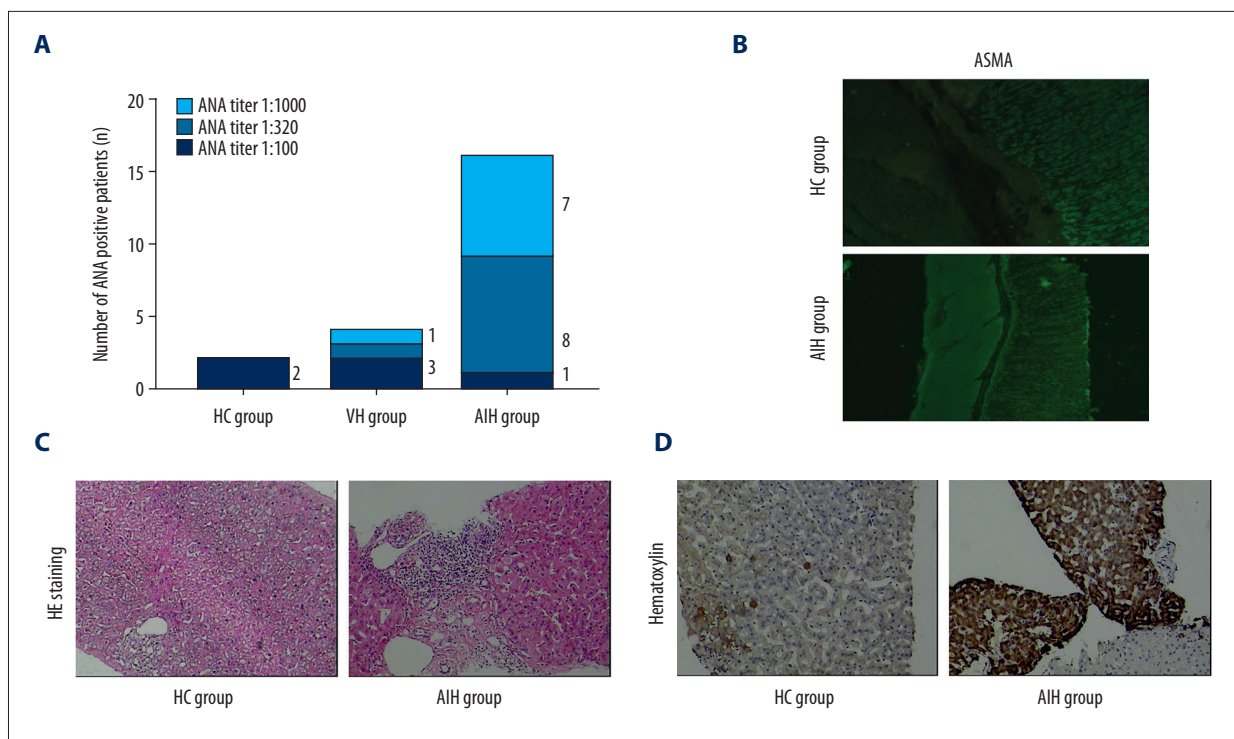 A
Number of ANA positive patients (n)
20
15
10
5
0
ANA titer 1:1000
ANA titer 1:320
ANA titer 1:100
2
1
3
7
8
1
HC group
VH group
AIH group
B
ASMA
HC group
AIH group
C
HE staining
HC group
AIH group
D
Hematoxylin
HC group
AIH group